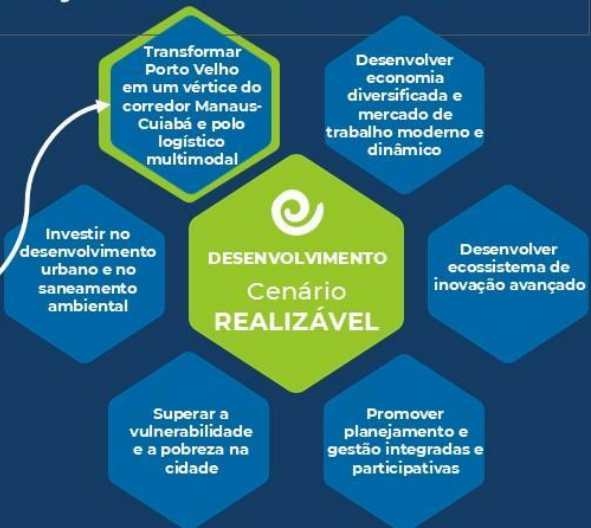 Transformar
Porto Velho
em um vértice do
corredor Manaus-
Cuiabá e polo
logístico
multimodal
Desenvolver
economia
diversificada e
mercado de
trabalho moderno e
dinâmico
Investir no
desenvolvimento
urbano e no
saneamento
ambiental
DESENVOLVIMENTO
Cenário
REALIZÁVEL
Desenvolver
ecossistema de
inovação avançado
Superar a
vulnerabilidade
e a pobreza na
cidade
Promover
planejamento e
gestão integradas e
participativas